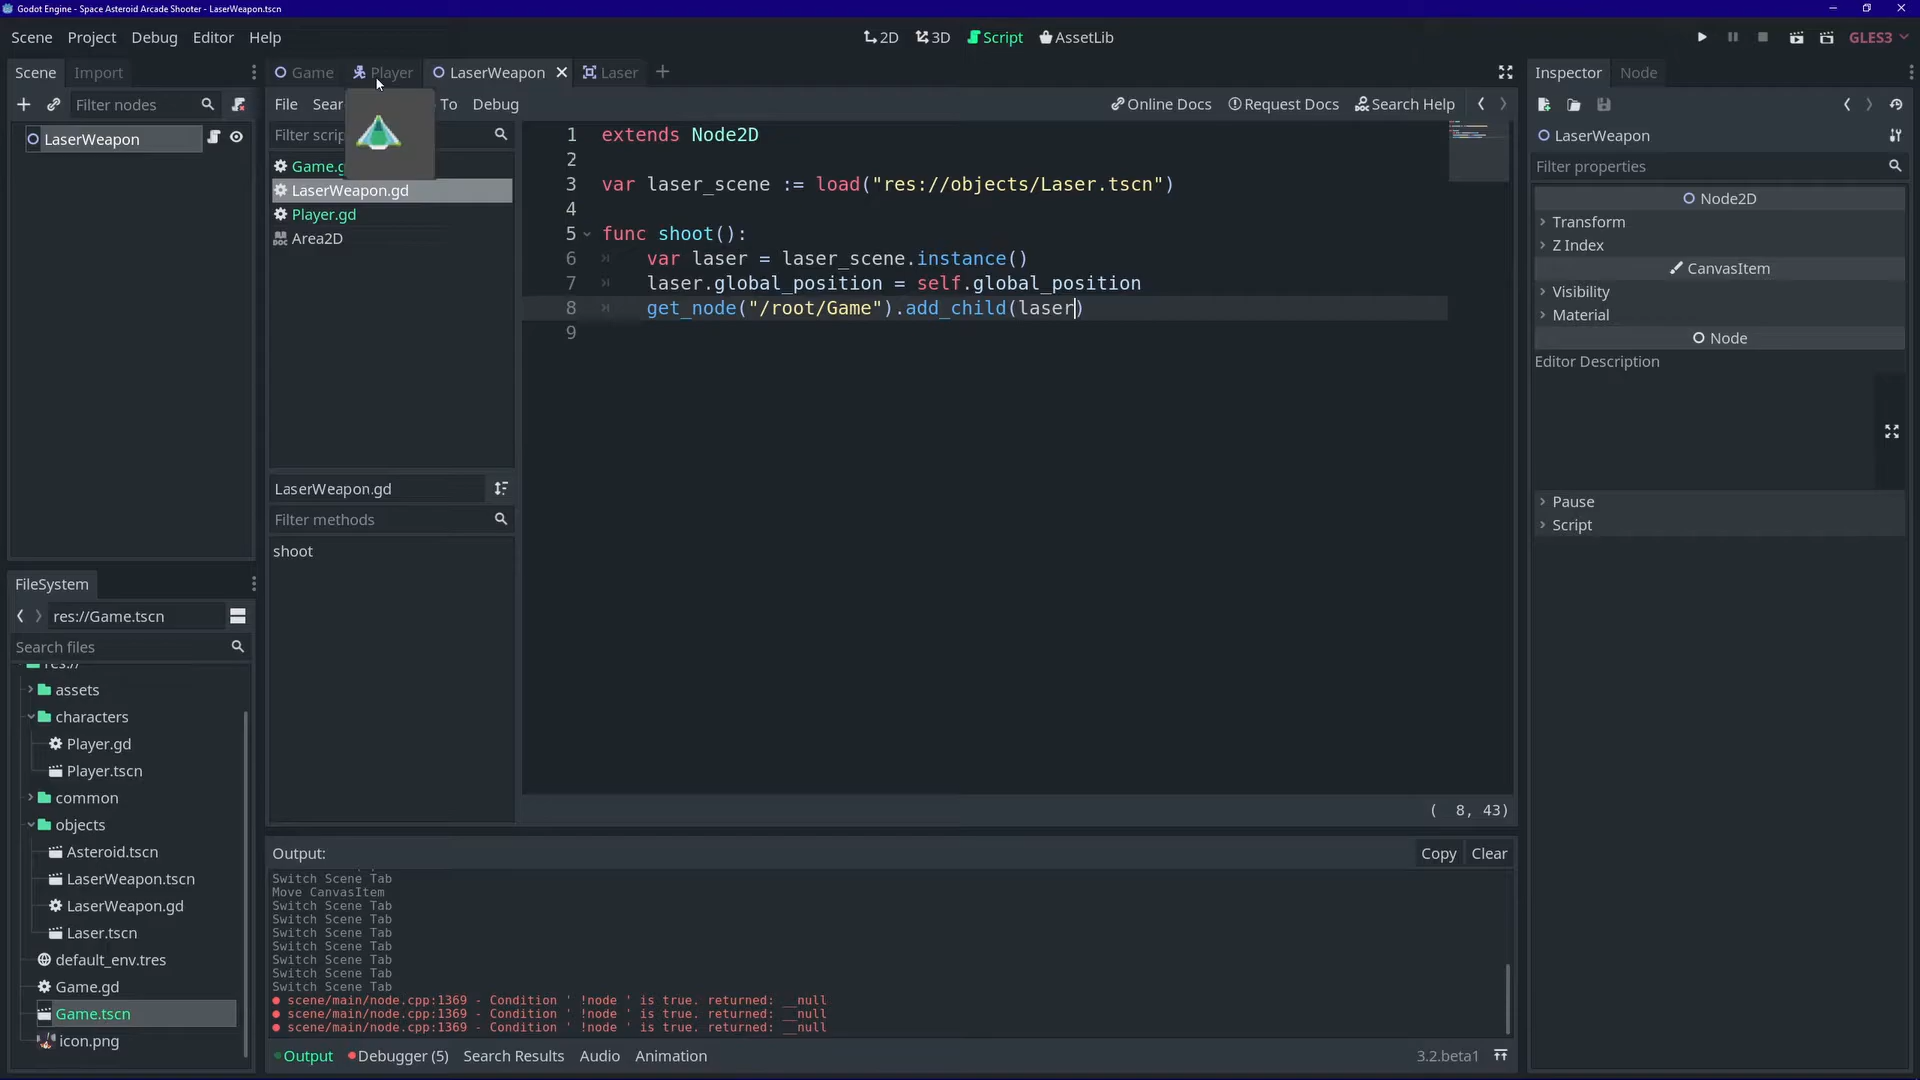 Godot Engine - Space Asteroid Arcade Shooter - LaserWeapon.tscn
Scene Project Debug Editor Help
2D 3D Script AssetLib
GLES3
Scene Import
Filter nodes
LaserWeapon
Game Player LaserWeapon Laser
File Sear To Debug
Online Docs Request Docs Search Help
Filter scrip
Game.g
LaserWeapon.gd
Player.gd
Area2D
LaserWeapon.gd
Filter methods
shoot
1 extends Node2D
2
3 var laser_scene := load("res://objects/Laser.tscn")
4
5 func shoot():
6 var laser = laser_scene.instance()
7 laser.global_position = self.global_position
8 get_node("/root/Game").add_child(laser)
9
( 8, 43)
Inspector Node
LaserWeapon
Filter properties
Node2D
Transform
Z Index
CanvasItem
Visibility
Material
Node
Editor Description
Pause
Script
FileSystem
res://Game.tscn
Search files
res://
assets
characters
Player.gd
Player.tscn
common
objects
Asteroid.tscn
LaserWeapon.tscn
LaserWeapon.gd
Laser.tscn
default_env.tres
Game.gd
Game.tscn
icon.png
Output:
Copy Clear
Switch Scene Tab
Move CanvasItem
Switch Scene Tab
Switch Scene Tab
Switch Scene Tab
Switch Scene Tab
Switch Scene Tab
Switch Scene Tab
Switch Scene Tab
scene/main/node.cpp:1369 - Condition ' !node ' is true. returned: __null
scene/main/node.cpp:1369 - Condition ' !node ' is true. returned: __null
scene/main/node.cpp:1369 - Condition ' !node ' is true. returned: __null
Output Debugger (5) Search Results Audio Animation
3.2.beta1